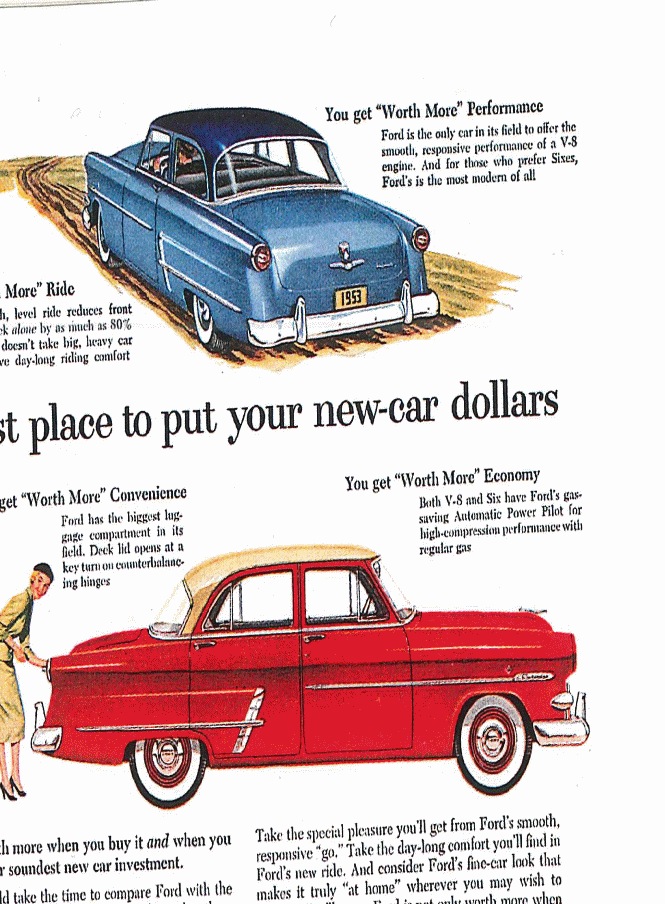 You get “Worth More” Performance
Ford is the only car in its field to offer the
smooth, responsive performance of a V-8
engine. And for those who prefer Sixes,
Ford's is the most modern of all
1953
More” Ride
h, level ride reduces front
k alone by as much as 80%
doesn't take big, heavy car
ve day-long riding comfort
st place to put your new-car dollars
get “Worth More” Convenience
Ford has the biggest lug-
gage compartment in its
field. Deck lid opens at a
key turn on counterbalanc-
ing hinges
You get “Worth More” Economy
Both V-8 and Six have Ford's gas-
saving Automatic Power Pilot for
high-compression performance with
regular gas
th more when you buy it and when you
r soundest new car investment.
ld take the time to compare Ford with the
Take the special pleasure you'll get from Ford's smooth,
responsive “go.” Take the day-long comfort you'll find in
Ford's new ride. And consider Ford's fine-car look that
makes it truly “at home” wherever you may wish to
Ford is not only worth more when